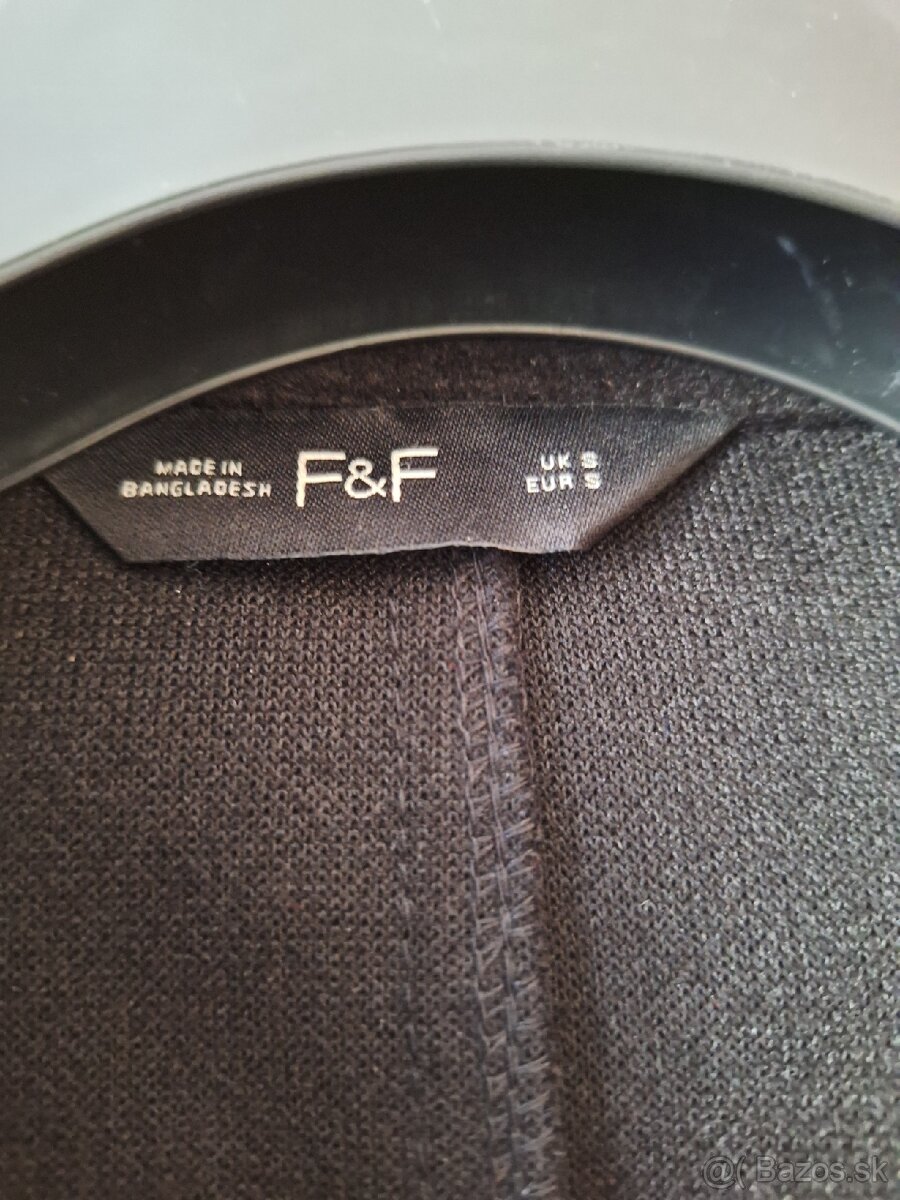 MADE IN
BANGLADESH
F&F
UK S
EUR S
@( Bazos.sk